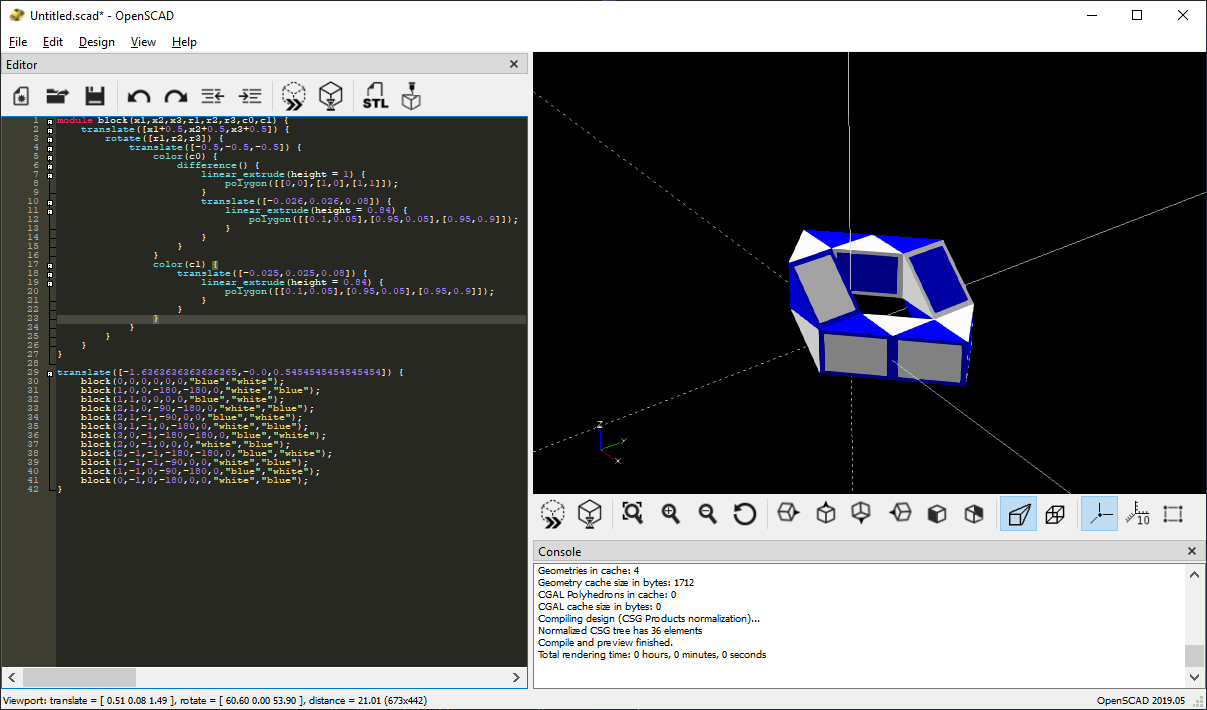 Untitled.scad* - OpenSCAD
File Edit Design View Help
Editor
STL
1 module block(x1,x2,x3,r1,r2,r3,c0,c1) {
2 translate([x1+0.5,x2+0.5,x3+0.5]) {
3 rotate([r1,r2,r3]) {
4 translate([-0.5,-0.5,-0.5]) {
5 color(c0) {
6 difference() {
7 linear_extrude(height = 1) {
8 polygon([[0,0],[1,0],[1,1]]);
9 }
10 translate([-0.026,0.026,0.08]) {
11 linear_extrude(height = 0.84) {
12 polygon([[0.1,0.05],[0.95,0.05],[0.95,0.9]]);
13 }
14 }
15 }
16 }
17 color(c1) {
18 translate([-0.025,0.025,0.08]) {
19 linear_extrude(height = 0.84) {
20 polygon([[0.1,0.05],[0.95,0.05],[0.95,0.9]]);
21 }
22 }
23 }
24 }
25 }
26 }
27 }
28
29 translate([-1.6363636363636365,-0.0,0.5454545454545454]) {
30 block(0,0,0,0,0,0,"blue","white");
31 block(1,0,0,-180,-180,0,"white","blue");
32 block(1,1,0,0,0,0,"blue","white");
33 block(2,1,0,-90,-180,0,"white","blue");
34 block(2,1,-1,-90,0,0,"blue","white");
35 block(3,1,-1,0,-180,0,"white","blue");
36 block(3,0,-1,-180,-180,0,"blue","white");
37 block(2,0,-1,0,0,0,"white","blue");
38 block(2,-1,-1,-180,-180,0,"blue","white");
39 block(1,-1,-1,-90,0,0,"white","blue");
40 block(1,-1,0,-90,-180,0,"blue","white");
41 block(0,-1,0,-180,0,0,"white","blue");
42 }
Z
Y
X
10
Console
Geometries in cache: 4
Geometry cache size in bytes: 1712
CGAL Polyhedrons in cache: 0
CGAL cache size in bytes: 0
Compiling design (CSG Products normalization)...
Normalized CSG tree has 36 elements
Compile and preview finished.
Total rendering time: 0 hours, 0 minutes, 0 seconds
Viewport: translate = [ 0.51 0.08 1.49 ], rotate = [ 60.60 0.00 53.90 ], distance = 21.01 (673x442)
OpenSCAD 2019.05